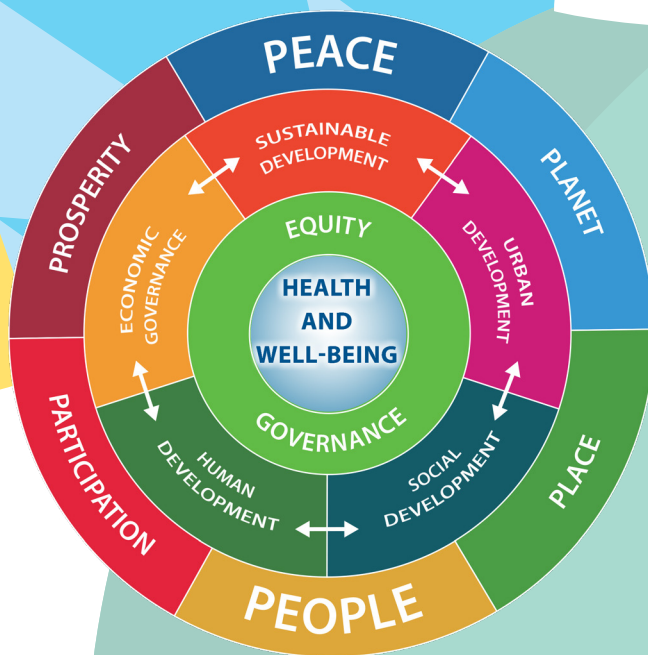 PEACE
PLANET
PLACE
PEOPLE
PARTICIPATION
PROSPERITY
SUSTAINABLE
DEVELOPMENT
URBAN
DEVELOPMENT
SOCIAL
DEVELOPMENT
HUMAN
DEVELOPMENT
ECONOMIC
GOVERNANCE
EQUITY
HEALTH
AND
WELL-BEING
GOVERNANCE